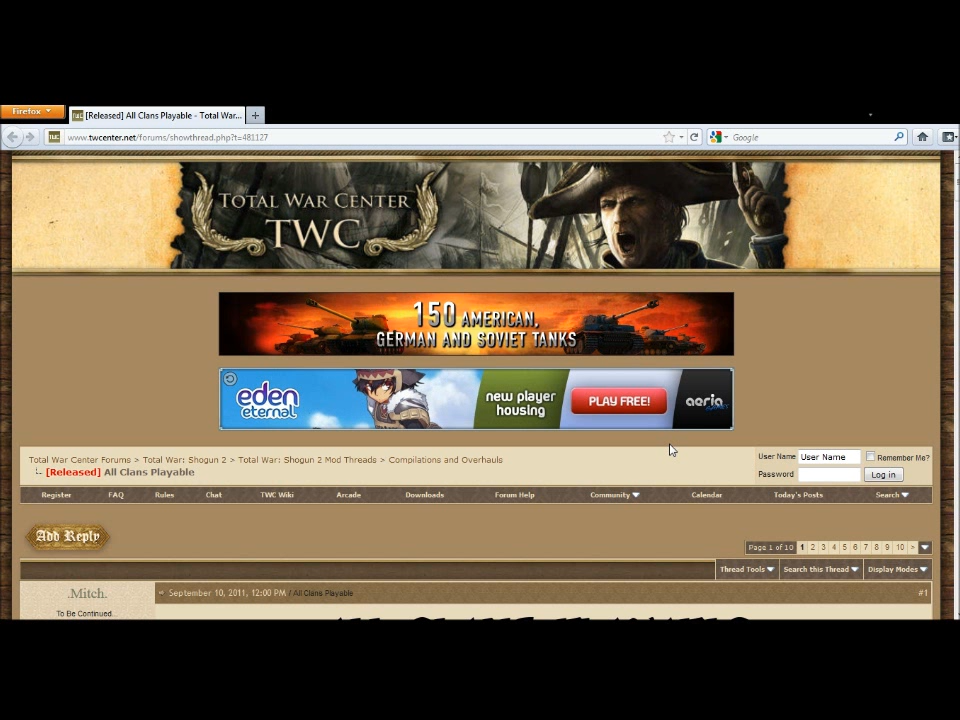 Firefox
[Released] All Clans Playable - Total War...
www.twcenter.net/forums/showthread.php?t=481127
Google
TOTAL WAR CENTER
TWC
150 AMERICAN,
GERMAN AND SOVIET TANKS
eden
eternal
new player
housing
PLAY FREE!
aeria
Total War Center Forums > Total War: Shogun 2 > Total War: Shogun 2 Mod Threads > Compilations and Overhauls
[Released] All Clans Playable
User Name User Name Remember Me?
Password Log in
Register FAQ Rules Chat TWC Wiki Arcade Downloads Forum Help Community Calendar Today's Posts Search
Add Reply
Page 1 of 10 1 2 3 4 5 6 7 8 9 10 >
Thread Tools Search this Thread Display Modes
.Mitch.
To Be Continued...
September 10, 2011, 12:00 PM / All Clans Playable
#1